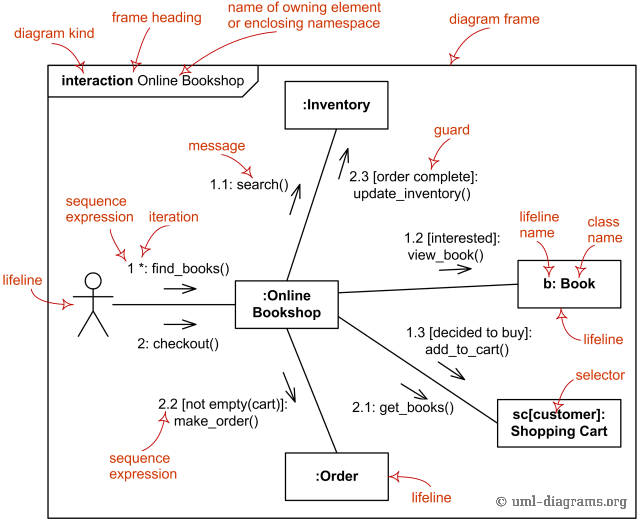 name of owning element
or enclosing namespace
frame heading
diagram frame
diagram kind
interaction Online Bookshop
:Inventory
message
guard
1.1: search()
2.3 [order complete]:
update_inventory()
sequence
expression
iteration
lifeline
name
class
name
1.2 [interested]:
view_book()
1 *: find_books()
lifeline
b: Book
:Online
Bookshop
2: checkout()
1.3 [decided to buy]:
add_to_cart()
lifeline
selector
2.2 [not empty(cart)]:
make_order()
2.1: get_books()
sc[customer]:
Shopping Cart
sequence
expression
:Order
lifeline
© uml-diagrams.org